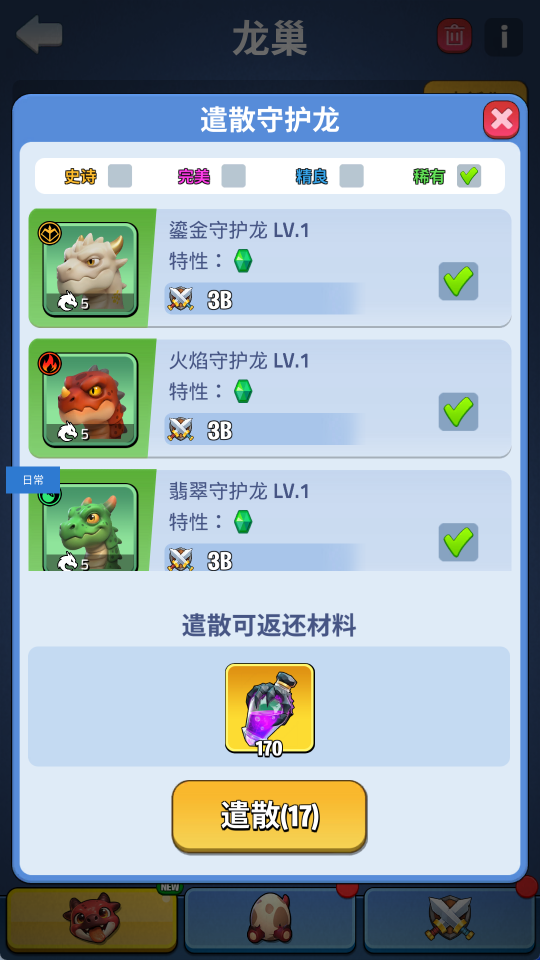 龙巢
遣散守护龙
史诗 完美 精良 稀有
鎏金守护龙 LV.1
特性：
5
3B
火焰守护龙 LV.1
特性：
5
3B
日常
翡翠守护龙 LV.1
特性：
5
3B
遣散可返还材料
170
遣散(17)
NEW